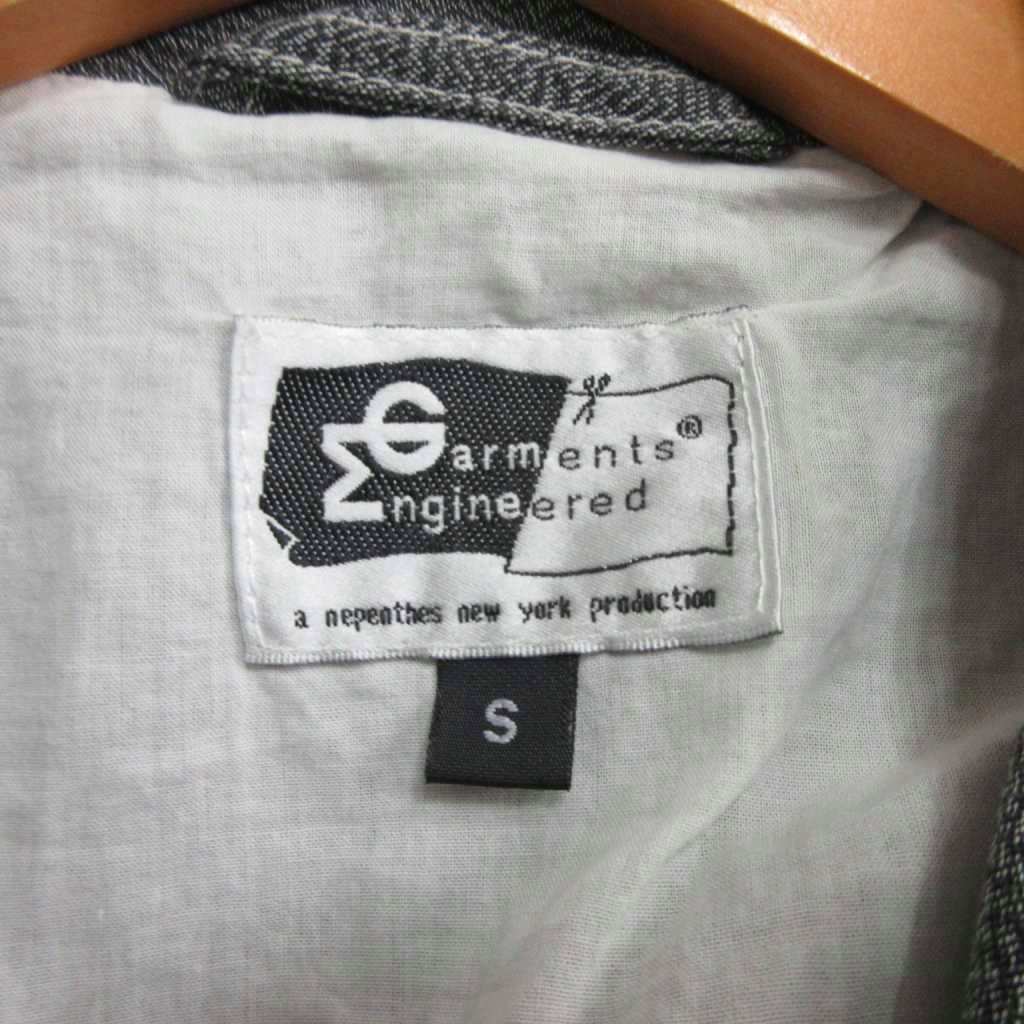 Garments®
Engineered
a nepenthes new york production
S